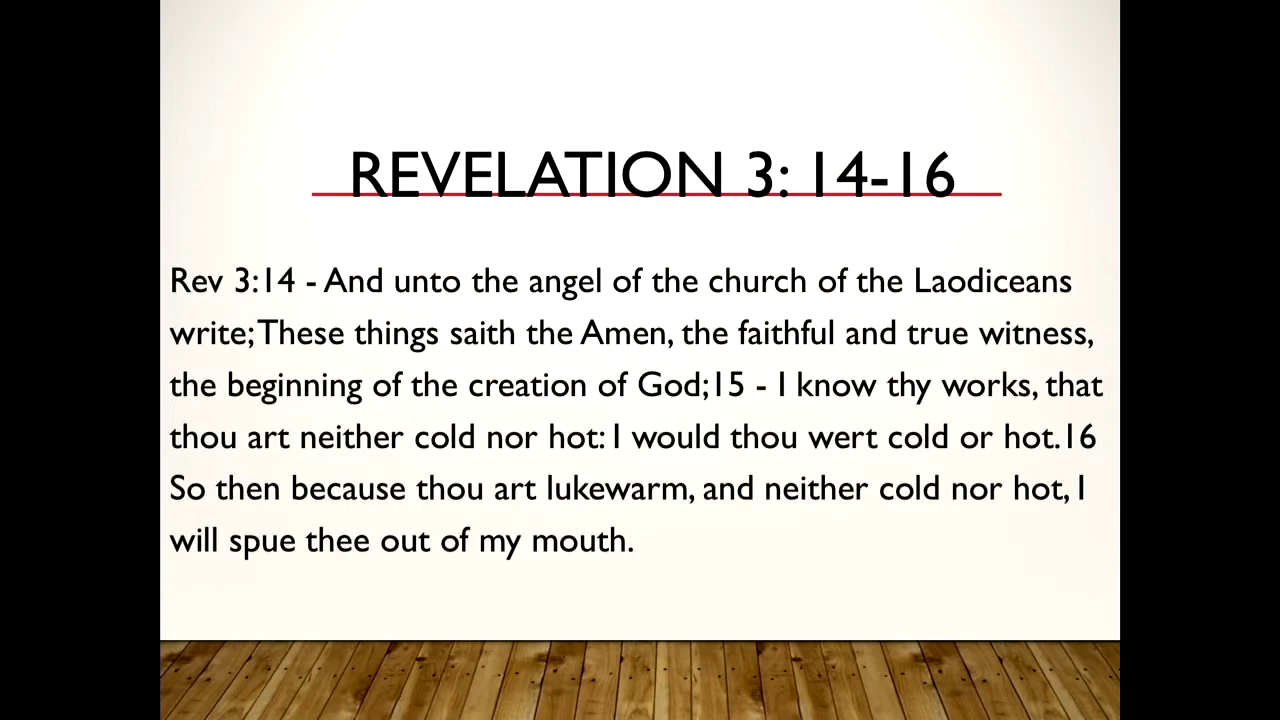 REVELATION 3: 14-16
Rev 3:14 - And unto the angel of the church of the Laodiceans
write;These things saith the Amen, the faithful and true witness,
the beginning of the creation of God;15 - I know thy works, that
thou art neither cold nor hot: I would thou wert cold or hot.16
So then because thou art lukewarm, and neither cold nor hot, I
will spue thee out of my mouth.